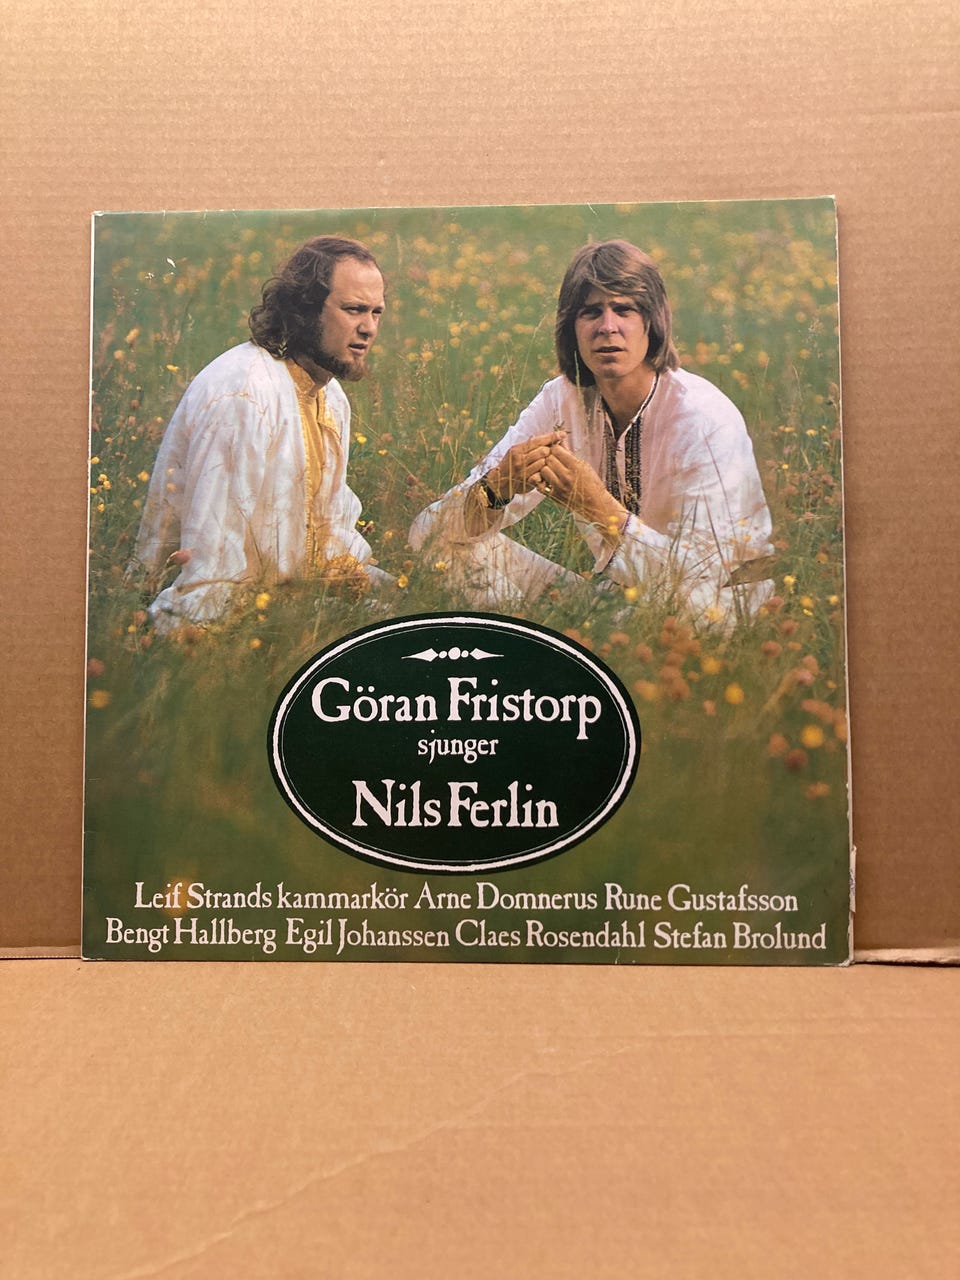 Göran Fristorp
sjunger
Nils Ferlin
Leif Strands kammarkör Arne Domnerus Rune Gustafsson
Bengt Hallberg Egil Johanssen Claes Rosendahl Stefan Brolund